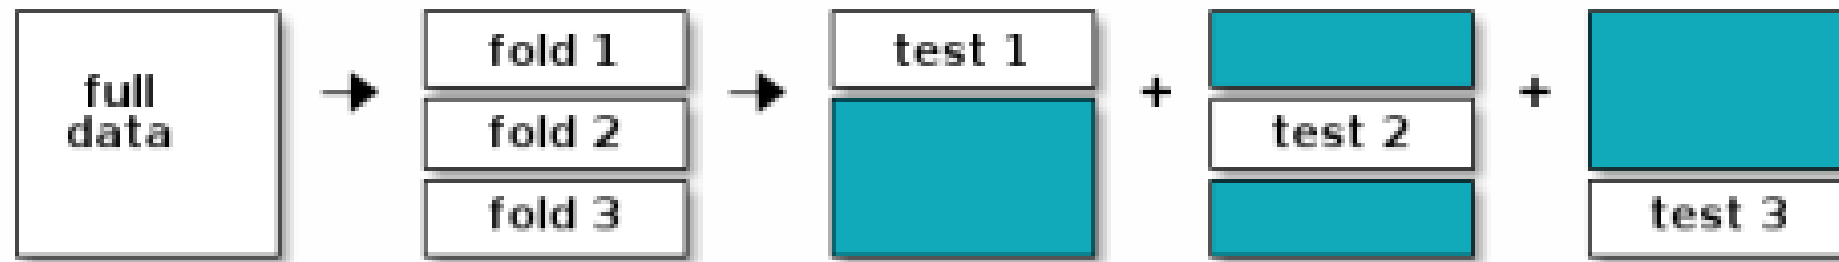 full
data
fold 1
fold 2
fold 3
test 1
+
test 2
+
test 3